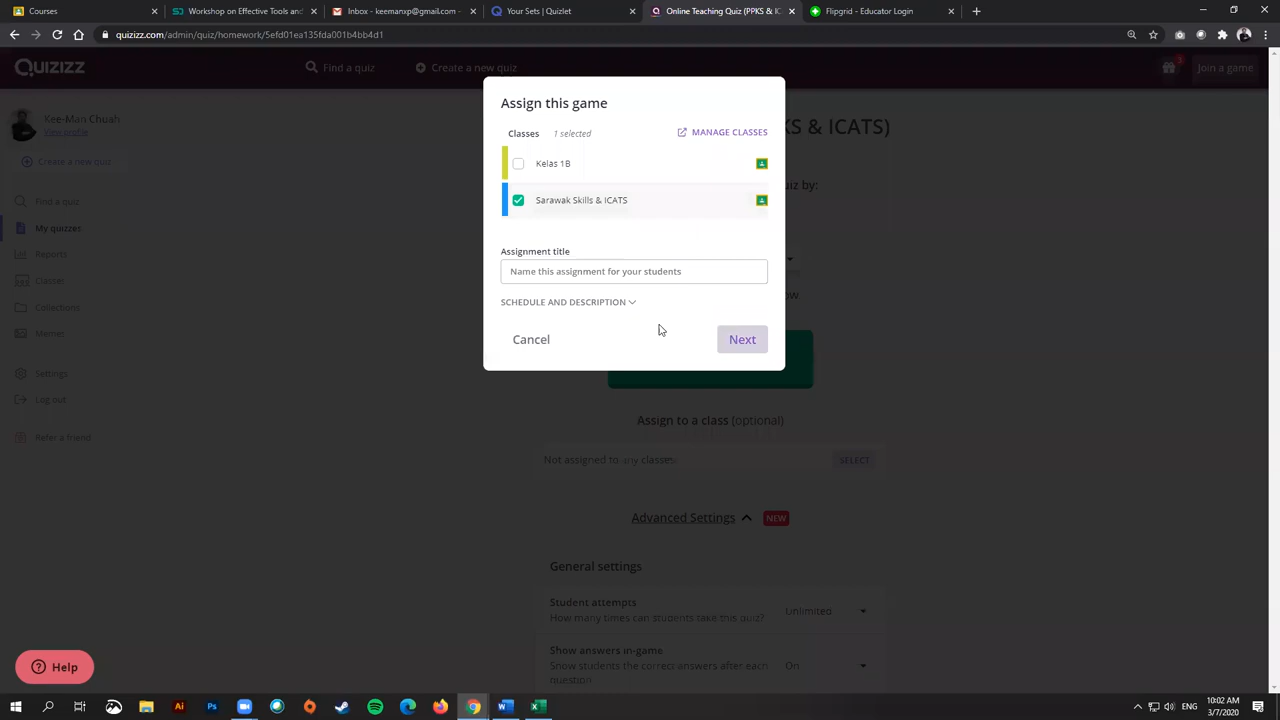 Courses
Workshop on Effective Tools and
Gmail - keemanxp@gmail.com
Your Sets | Quizlet
Online Teaching Quiz (PPKS & IC
Flipgrid - Educator Login
quizizz.com/admin/quiz/homework/5efd01ea135fda001b4bb4d1
Quizizz
Find a quiz
Create a new quiz
Join a game
Kee-Man Chuah
View profile
Create a new quiz
Find a quiz
My quizzes
Reports
Classes
Collections
Memes
Settings
Log out
Refer a friend
Help
Assign this game
Classes 1 selected
MANAGE CLASSES
Kelas 1B
Sarawak Skills & ICATS
Assignment title
Name this assignment for your students
SCHEDULE AND DESCRIPTION
Cancel
Next
S & ICATS)
uiz by:
ow.
Assign to a class (optional)
Not assigned to any classes
SELECT
Advanced Settings
NEW
General settings
Student attempts
How many times can students take this quiz?
Unlimited
Show answers in-game
Show students the correct answers after each
question
On
ENG
10:02 AM
3/7/2020